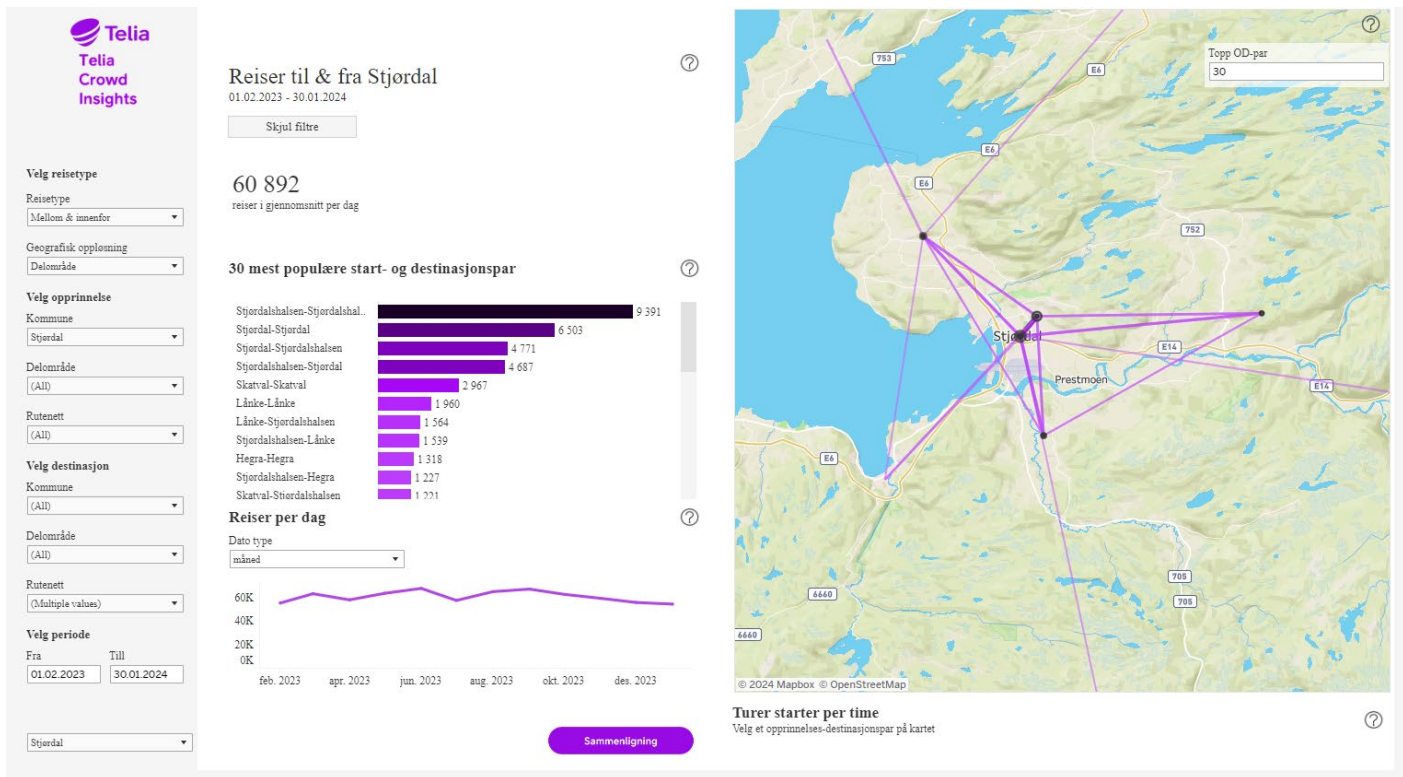 Telia
Telia
Crowd
Insights
Velg reisetype
Reisetype
Mellom & innenfor
Geografisk oppløsning
Delområde
Velg opprinnelse
Kommune
Stjørdal
Delområde
(All)
Rutenett
(All)
Velg destinasjon
Kommune
(All)
Delområde
(All)
Rutenett
(Multiple values)
Velg periode
Fra Till
01.02.2023 30.01.2024
Stjørdal
Reiser til & fra Stjørdal
01.02.2023 - 30.01.2024
Skjul filtre
60 892
reiser i gjennomsnitt per dag
30 mest populære start- og destinasjonspar
Stjørdalshalsen-Stjørdalshal.. 9 391
Stjørdal-Stjørdal 6 503
Stjørdal-Stjørdalshalsen 4 771
Stjørdalshalsen-Stjørdal 4 687
Skatval-Skatval 2 967
Lånke-Lånke 1 960
Lånke-Stjørdalshalsen 1 564
Stjørdalshalsen-Lånke 1 539
Hegra-Hegra 1 318
Stjørdalshalsen-Hegra 1 227
Skatval-Stjørdalshalsen 1 221
Reiser per dag
Dato type
måned
60K
40K
20K
0K
feb. 2023 apr. 2023 jun. 2023 aug. 2023 okt. 2023 des. 2023
Sammenligning
Topp OD-par
30
753
E6
E6
E6
752
Stjørdal
E14
Prestmoen
E14
E6
705
6660
705
6660
© 2024 Mapbox © OpenStreetMap
Turer starter per time
Velg et opprinnelses-destinasjonspar på kartet